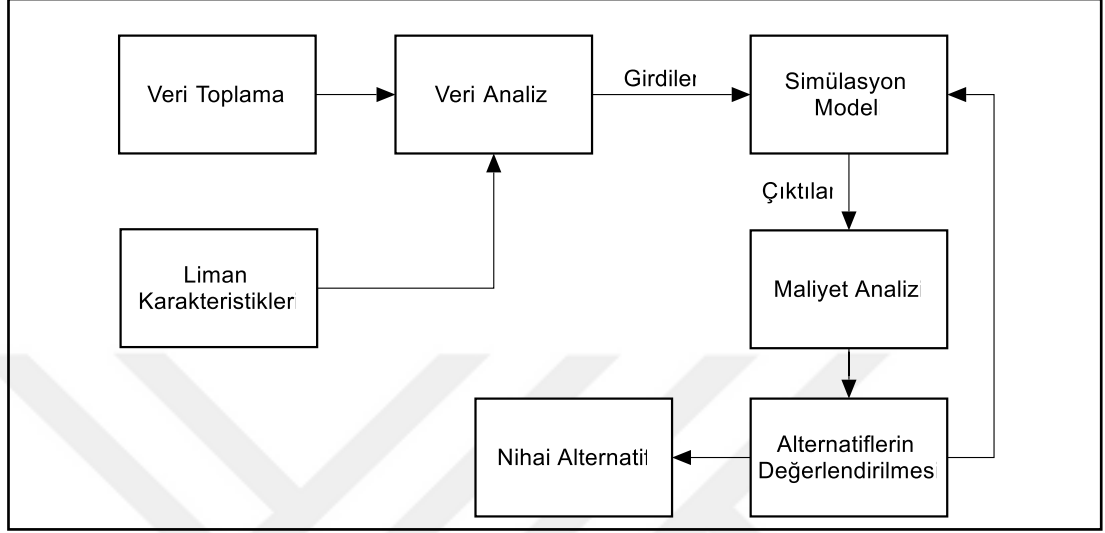 Veri Toplama
Veri Analiz
Girdiler
Simülasyon
Model
Çıktılar
Liman
Karakteristikleri
Maliyet Analizi
Nihai Alternatif
Alternatiflerin
Değerlendirilmesi